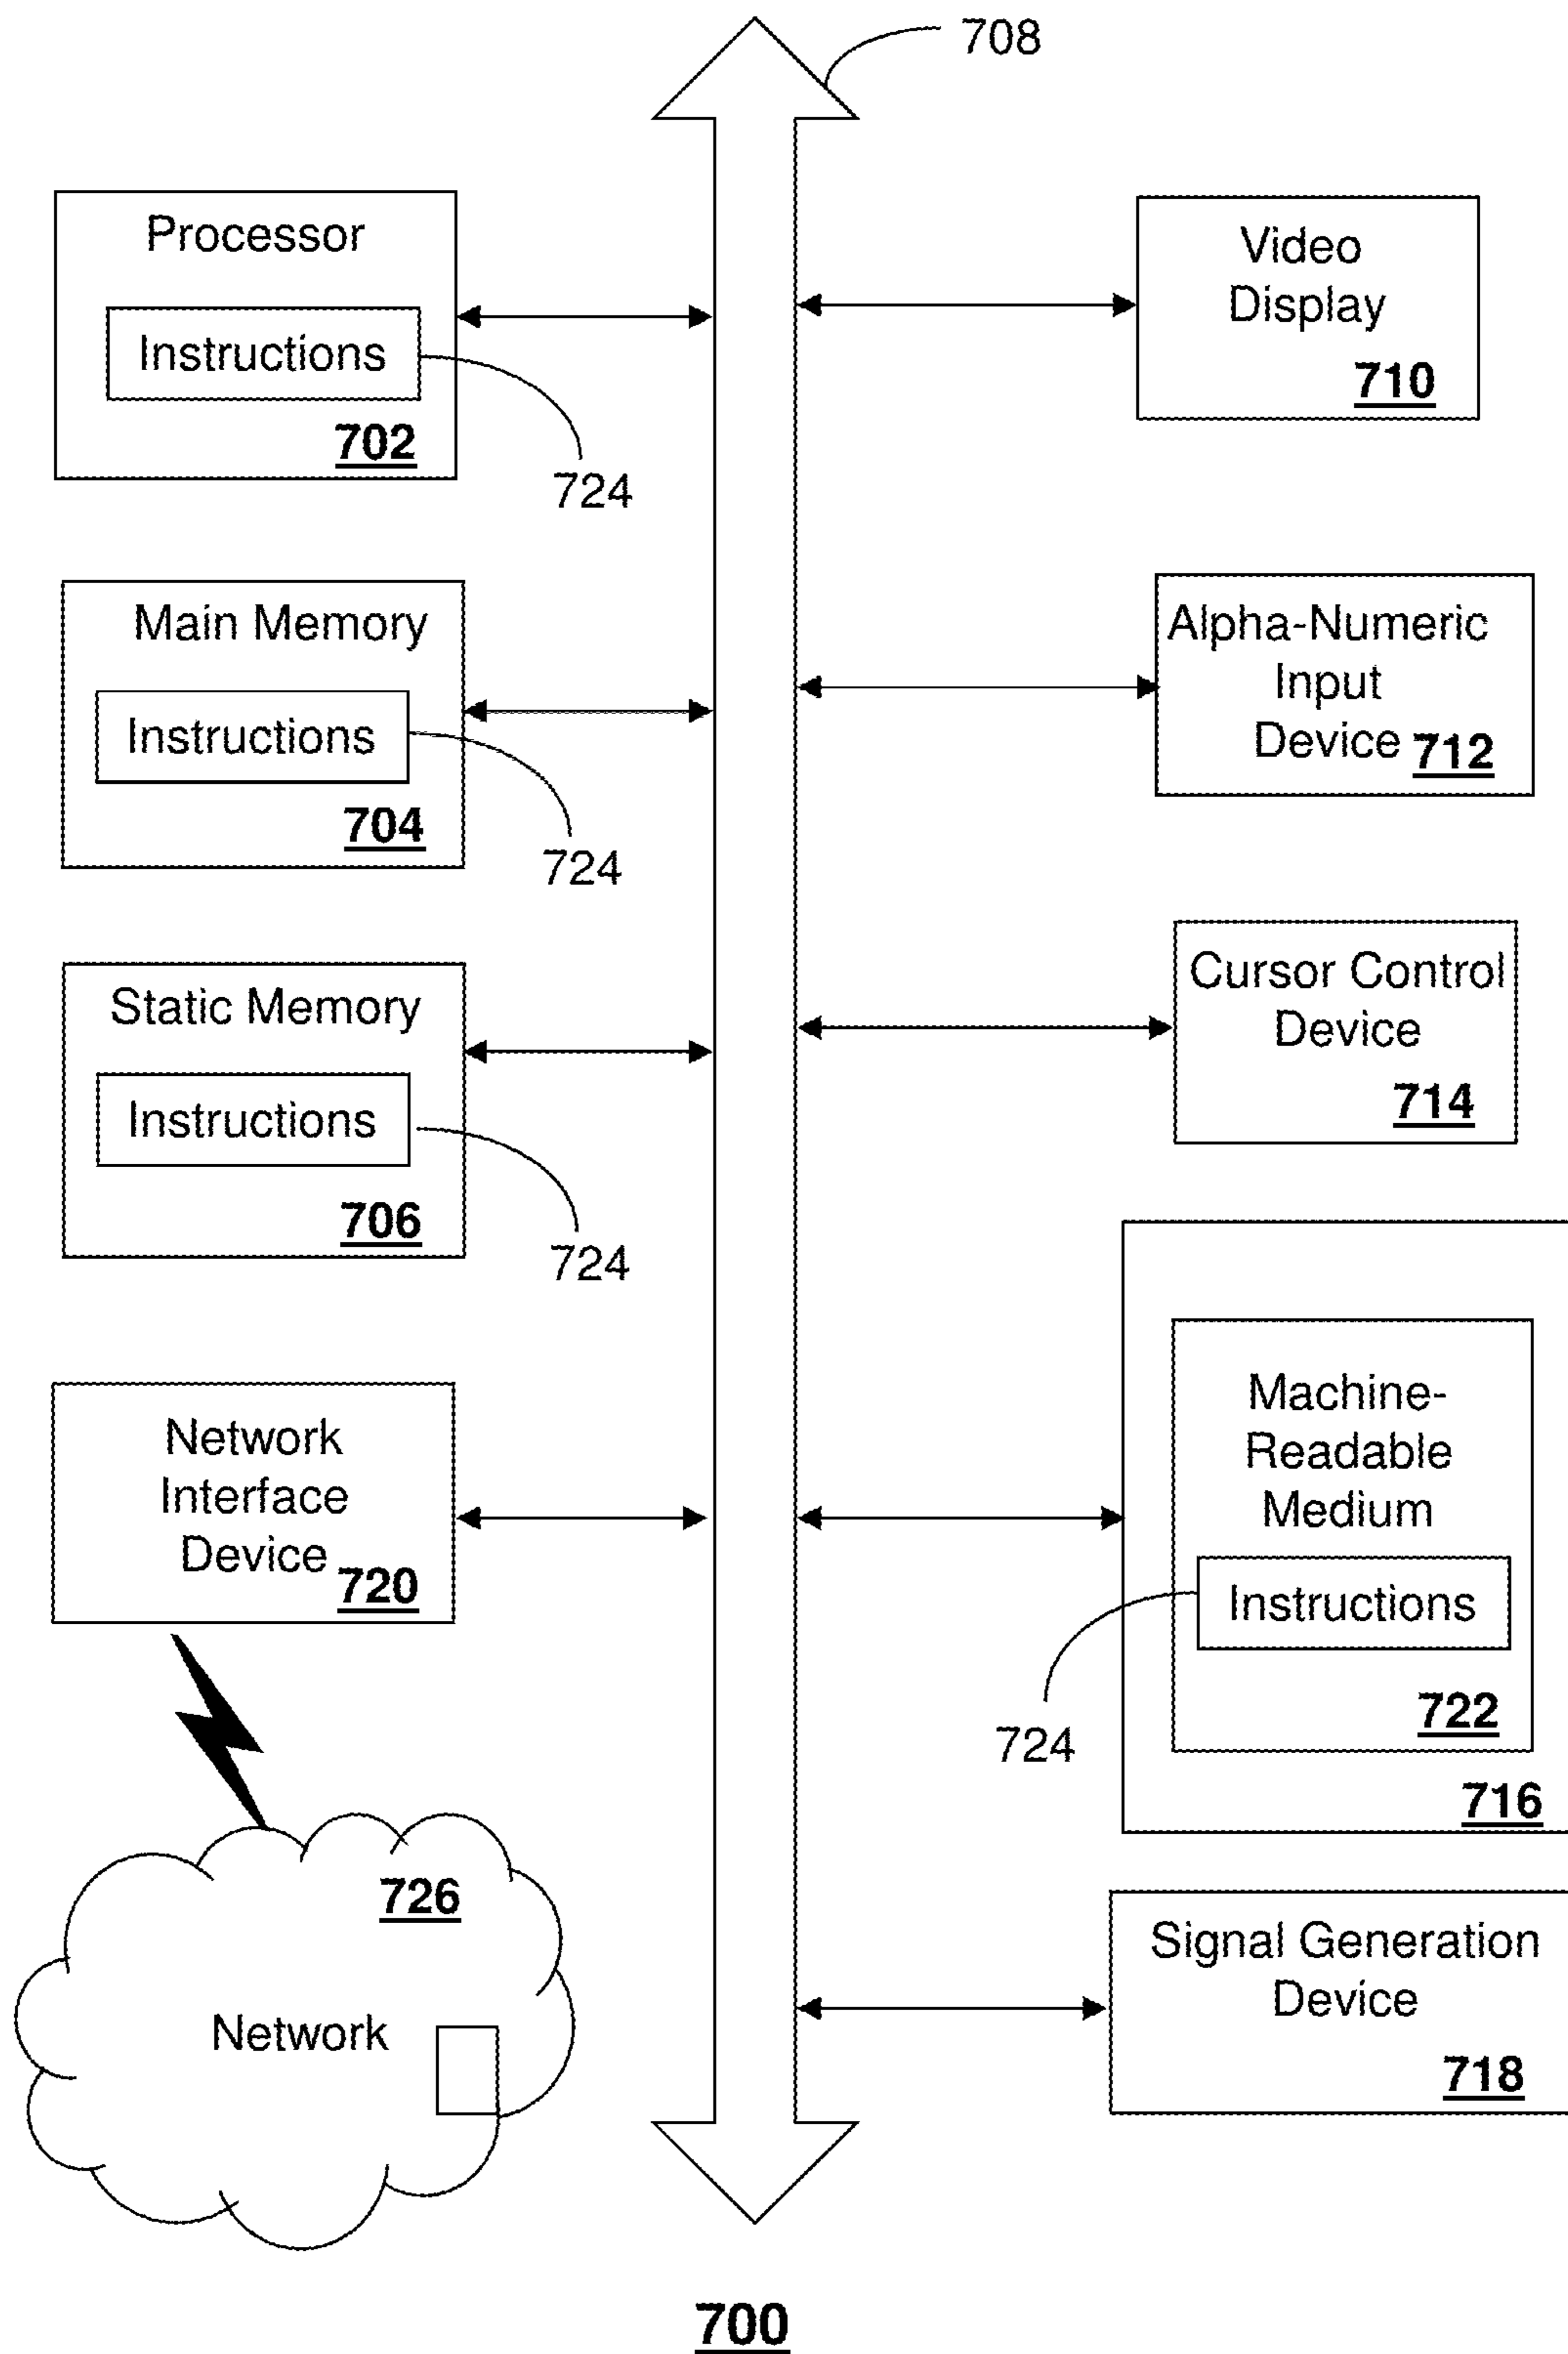 708
Processor
Instructions
702
724
Main Memory
Instructions
704
724
Static Memory
Instructions
706
724
Network
Interface
Device
720
726
Network
Video
Display
710
Alpha-Numeric
Input
Device
712
Cursor Control
Device
714
Machine-
Readable
Medium
Instructions
722
724
716
Signal Generation
Device
718
700